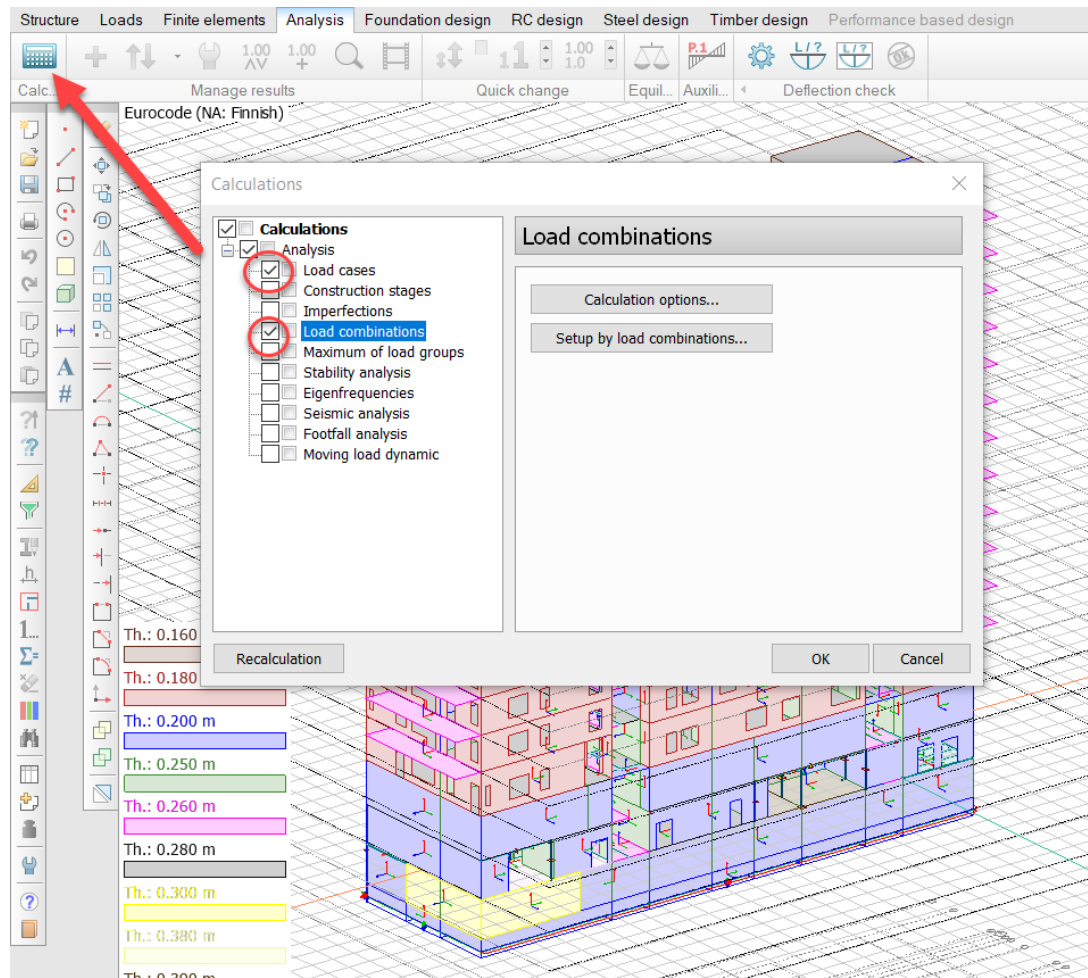 Structure Loads Finite elements Analysis Foundation design RC design Steel design Timber design Performance based design
1.00 1.00 1 1.00 1.0 P.1 L/? L/? OK
Calc... Manage results Quick change Equil... Auxili... Deflection check
Eurocode (NA: Finnish)
Calculations
Calculations
Analysis
Load cases
Construction stages
Imperfections
Load combinations
Maximum of load groups
Stability analysis
Eigenfrequencies
Seismic analysis
Footfall analysis
Moving load dynamic
Load combinations
Calculation options...
Setup by load combinations...
Recalculation
OK
Cancel
A
#
?
h
1...
Σ=
?
Th.: 0.160
Th.: 0.180
Th.: 0.200 m
Th.: 0.250 m
Th.: 0.260 m
Th.: 0.280 m
Th.: 0.300 m
Th.: 0.380 m